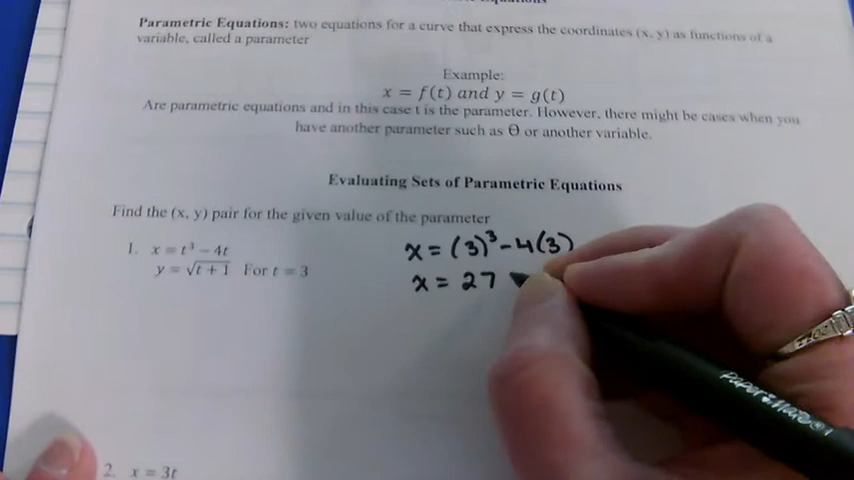 Parametric Equations: two equations for a curve that express the coordinates (x, y) as functions of a
variable, called a parameter
Example:
x = f(t) and y = g(t)
Are parametric equations and in this case t is the parameter. However, there might be cases when you
have another parameter such as Θ or another variable.
Evaluating Sets of Parametric Equations
Find the (x, y) pair for the given value of the parameter
1. x = t³ − 4t
y = √(t + 1) For t = 3
x = (3)³ − 4(3)
x = 27
2. x = 3t
PaperMate